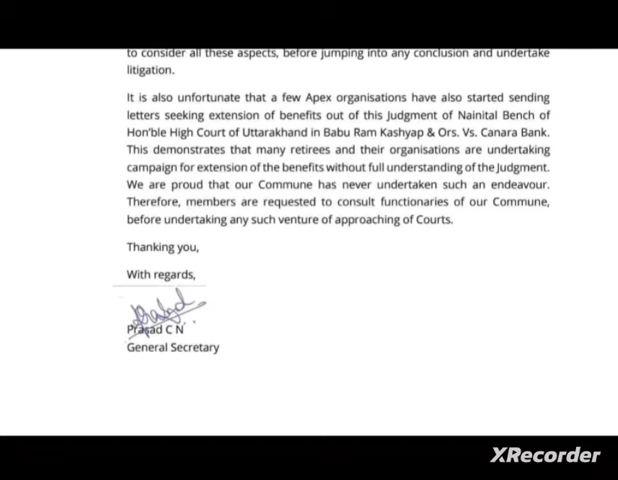 to consider all these aspects, before jumping into any conclusion and undertake
litigation.
It is also unfortunate that a few Apex organisations have also started sending
letters seeking extension of benefits out of this Judgment of Nainital Bench of
Hon'ble High Court of Uttarakhand in Babu Ram Kashyap & Ors. Vs. Canara Bank.
This demonstrates that many retirees and their organisations are undertaking
campaign for extension of the benefits without full understanding of the Judgment.
We are proud that our Commune has never undertaken such an endeavour.
Therefore, members are requested to consult functionaries of our Commune,
before undertaking any such venture of approaching of Courts.
Thanking you,
With regards,
Prasad C N
General Secretary
XRecorder